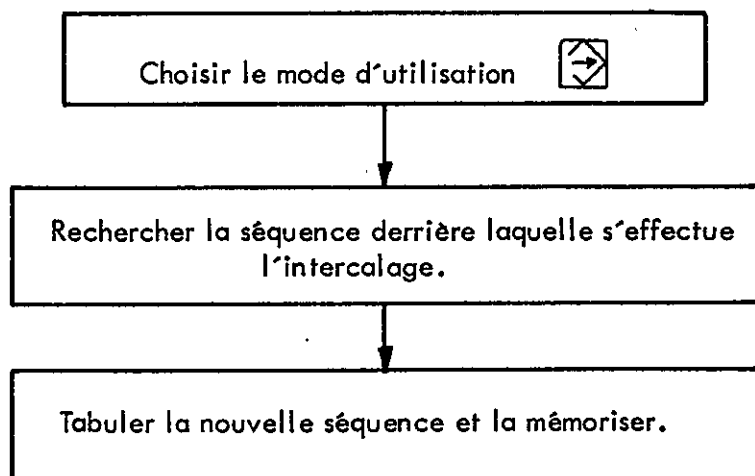 Choisir le mode d'utilisation
Rechercher la séquence derrière laquelle s'effectue
l'intercalage.
Tabuler la nouvelle séquence et la mémoriser.